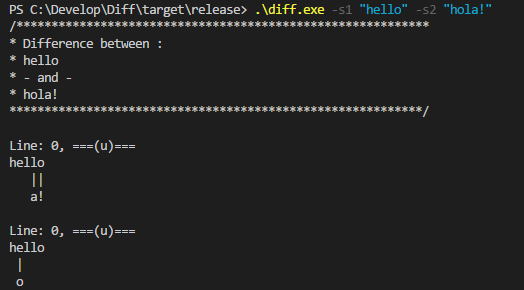 PS C:\Develop\Diff\target\release> .\diff.exe -s1 "hello" -s2 "hola!"
/***********************************************************
* Difference between :
* hello
* - and -
* hola!
***********************************************************/
Line: 0, ===(u)===
hello
   ||
   a!
Line: 0, ===(u)===
hello
 |
 o